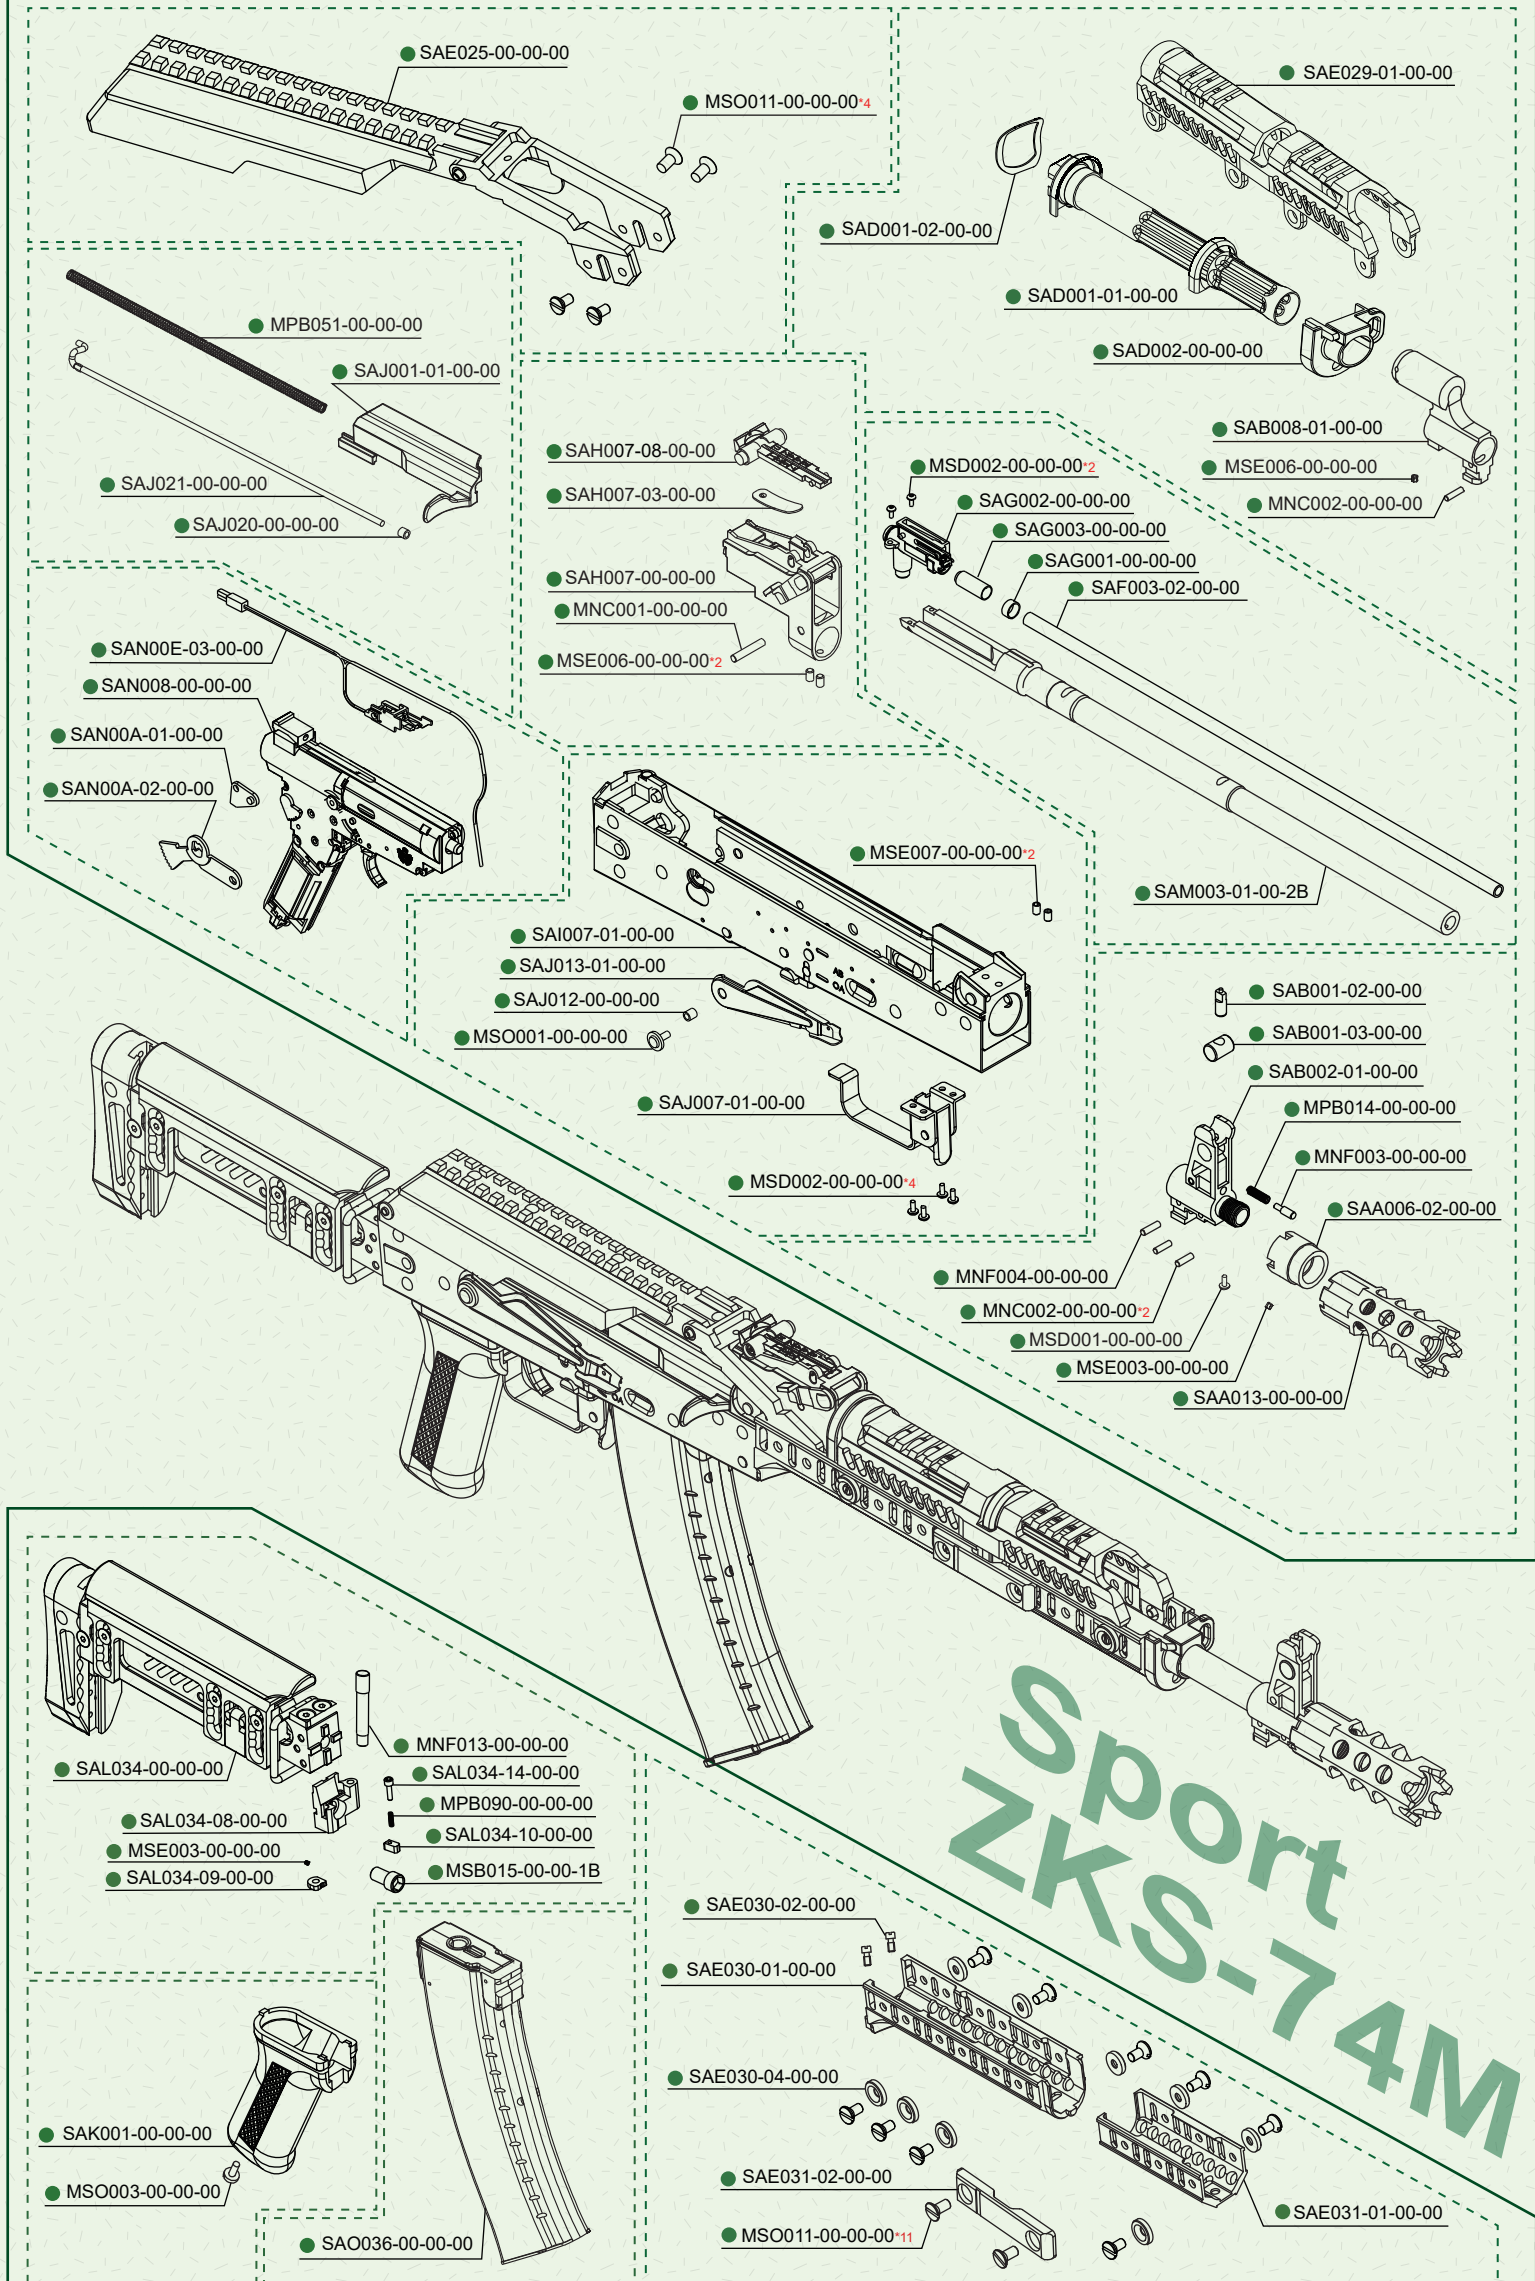 SAE025-00-00-00
MSO011-00-00-00*4
SAE029-01-00-00
SAD001-02-00-00
SAD001-01-00-00
SAD002-00-00-00
SAB008-01-00-00
MSE006-00-00-00
MNC002-00-00-00
MPB051-00-00-00
SAJ001-01-00-00
SAJ021-00-00-00
SAJ020-00-00-00
SAH007-08-00-00
SAH007-03-00-00
SAH007-00-00-00
MNC001-00-00-00
MSE006-00-00-00*2
MSD002-00-00-00*2
SAG002-00-00-00
SAG003-00-00-00
SAG001-00-00-00
SAF003-02-00-00
SAM003-01-00-2B
SAN00E-03-00-00
SAN008-00-00-00
SAN00A-01-00-00
SAN00A-02-00-00
MSE007-00-00-00*2
SAI007-01-00-00
SAJ013-01-00-00
SAJ012-00-00-00
MSO001-00-00-00
SAJ007-01-00-00
MSD002-00-00-00*4
SAB001-02-00-00
SAB001-03-00-00
SAB002-01-00-00
MPB014-00-00-00
MNF003-00-00-00
SAA006-02-00-00
MNF004-00-00-00
MNC002-00-00-00*2
MSD001-00-00-00
MSE003-00-00-00
SAA013-00-00-00
MNF013-00-00-00
SAL034-00-00-00
SAL034-14-00-00
MPB090-00-00-00
SAL034-08-00-00
SAL034-10-00-00
MSE003-00-00-00
SAL034-09-00-00
MSB015-00-00-1B
Sport
ZKS-74M
SAE030-02-00-00
SAE030-01-00-00
SAE030-04-00-00
SAE031-02-00-00
MSO011-00-00-00*11
SAE031-01-00-00
SAK001-00-00-00
MSO003-00-00-00
SAO036-00-00-00